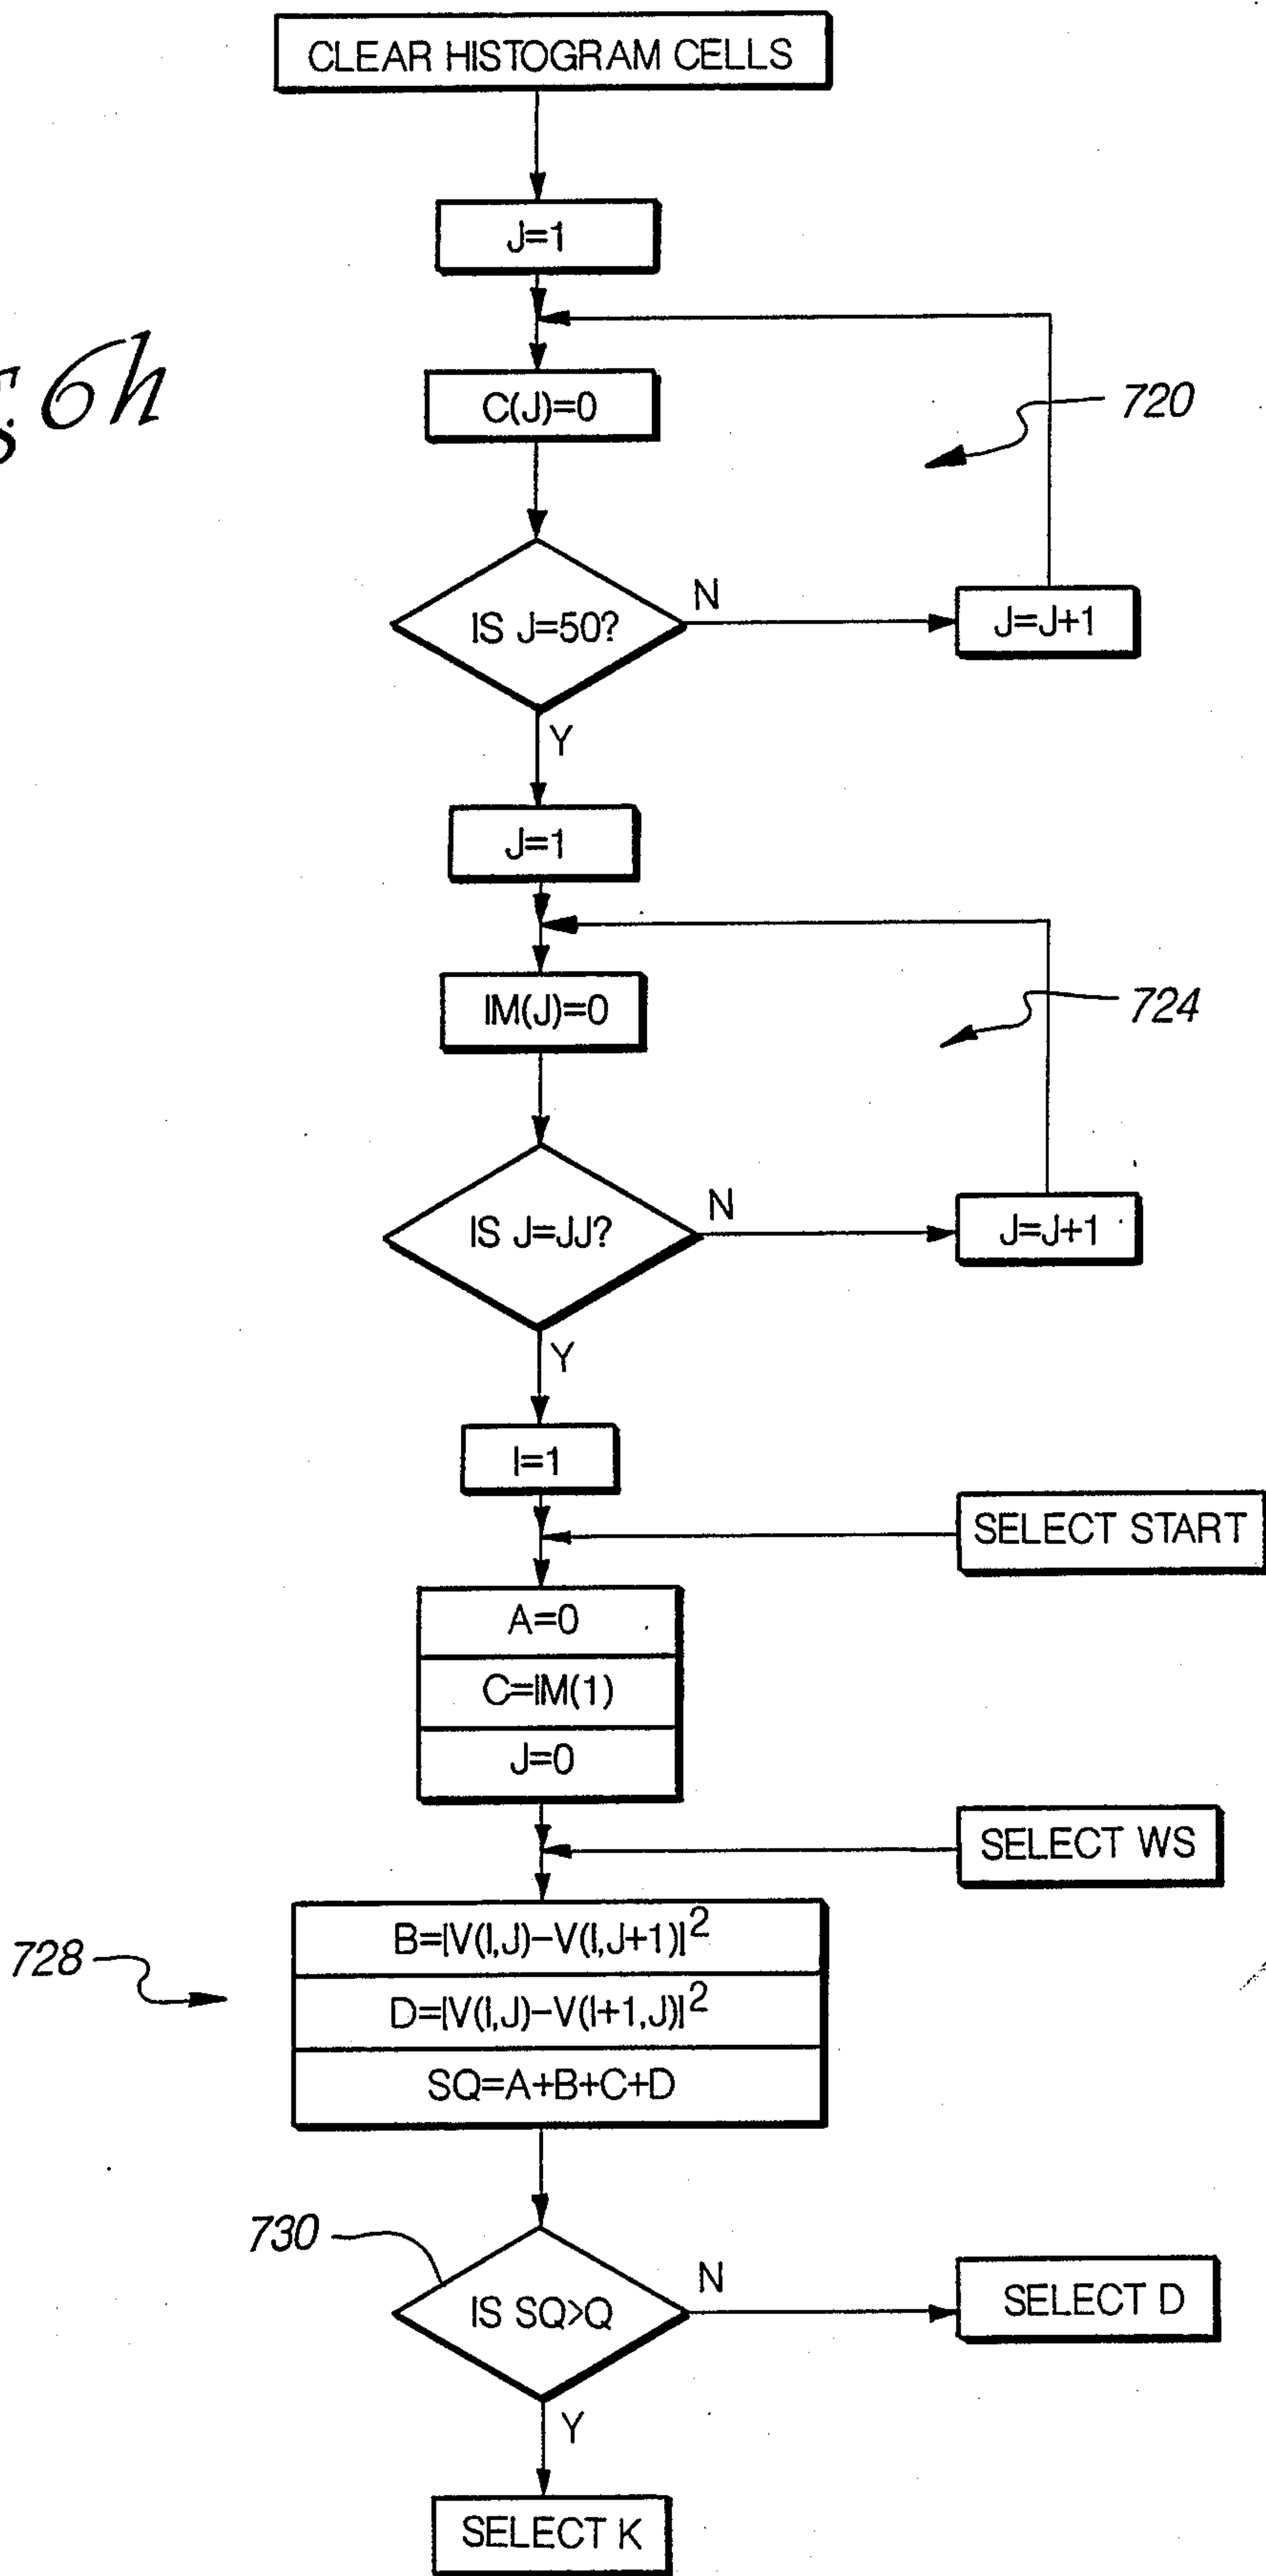 CLEAR HISTOGRAM CELLS
J=1
6h
C(J)=0
720
IS J=50?
N
J=J+1
Y
J=1
IM(J)=0
724
IS J=JJ?
N
J=J+1
Y
I=1
SELECT START
A=0
C=IM(1)
J=0
SELECT WS
B=|V(I,J)-V(I,J+1)|²
728
D=|V(I,J)-V(I+1,J)|²
SQ=A+B+C+D
730
IS SQ>Q
N
SELECT D
Y
SELECT K